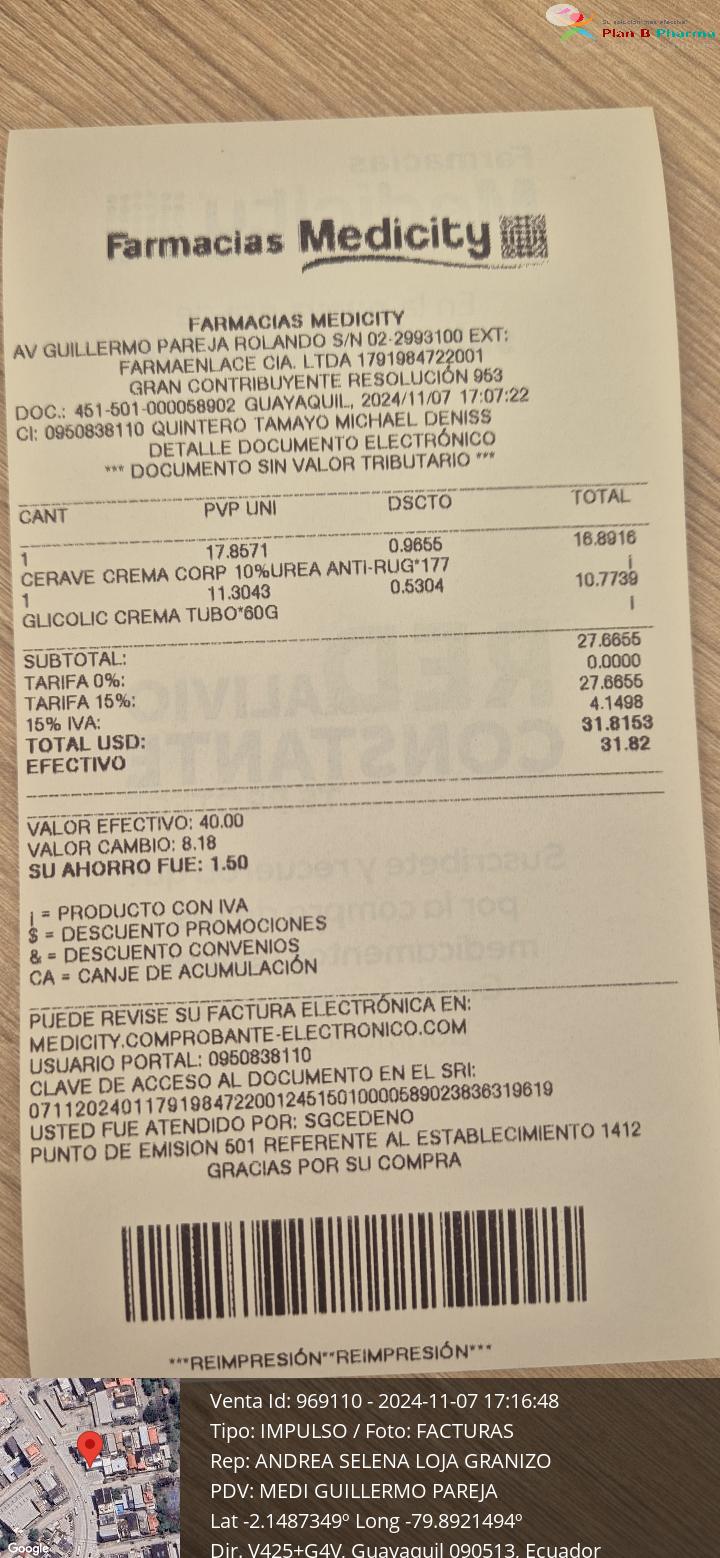 Su solución más efectiva
Plan B Pharma
Farmacias Medicity
FARMACIAS MEDICITY
AV GUILLERMO PAREJA ROLANDO S/N 02-2993100 EXT:
FARMAENLACE CIA. LTDA 1791984722001
GRAN CONTRIBUYENTE RESOLUCIÓN 953
DOC.: 451-501-000058902 GUAYAQUIL, 2024/11/07 17:07:22
CI: 0950838110 QUINTERO TAMAYO MICHAEL DENISS
DETALLE DOCUMENTO ELECTRÓNICO
*** DOCUMENTO SIN VALOR TRIBUTARIO ***
CANT PVP UNI DSCTO TOTAL
1 17.8571 0.9655 16.8916
CERAVE CREMA CORP 10%UREA ANTI-RUG*177 i
1 11.3043 0.5304 10.7739
GLICOLIC CREMA TUBO*60G i
SUBTOTAL: 27.6655
TARIFA 0%: 0.0000
TARIFA 15%: 27.6655
15% IVA: 4.1498
TOTAL USD: 31.8153
EFECTIVO 31.82
VALOR EFECTIVO: 40.00
VALOR CAMBIO: 8.18
SU AHORRO FUE: 1.50
i = PRODUCTO CON IVA
$ = DESCUENTO PROMOCIONES
& = DESCUENTO CONVENIOS
CA = CANJE DE ACUMULACIÓN
PUEDE REVISE SU FACTURA ELECTRÓNICA EN:
MEDICITY.COMPROBANTE-ELECTRONICO.COM
USUARIO PORTAL: 0950838110
CLAVE DE ACCESO AL DOCUMENTO EN EL SRI:
0711202401179198472200124515010000589023836319619
USTED FUE ATENDIDO POR: SGCEDENO
PUNTO DE EMISION 501 REFERENTE AL ESTABLECIMIENTO 1412
GRACIAS POR SU COMPRA
***REIMPRESIÓN**REIMPRESIÓN***
Venta Id: 969110 - 2024-11-07 17:16:48
Tipo: IMPULSO / Foto: FACTURAS
Rep: ANDREA SELENA LOJA GRANIZO
PDV: MEDI GUILLERMO PAREJA
Lat -2.1487349º Long -79.8921494º
Dir. V425+G4V, Guayaquil 090513, Ecuador
Google